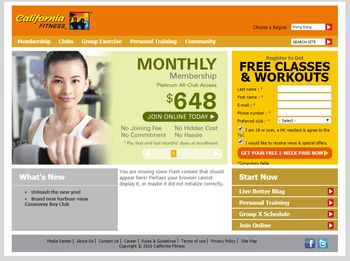 California
FITNESS
Choose a Region
Hong Kong
Membership Clubs Group Exercise Personal Training Community
SEARCH SITE
MONTHLY
Membership
Platinum All-Club Access
$648
JOIN ONLINE TODAY
No Joining Fee No Hidden Cost
No Commitment No Hassle
* Pay first and last months' dues of enrollment
Register to Get
FREE CLASSES
& WORKOUTS
Last name : *
First name : *
E-mail : *
Phone number : *
Preferred club : * - Select -
I am 18 or over, a HK resident & agree to the
T&C
I would like to receive news & special offers.
GET YOUR FREE 1-WEEK PASS NOW
*Compulsory fields
What's New
Unleash the new you!
Brand new harbour-view
Causeway Bay Club
You are missing some Flash content that should
appear here! Perhaps your browser cannot
display it, or maybe it did not initialize correctly.
Start Now
Live Better Blog
Personal Training
Group X Schedule
Join Online
Media Center | About Us | Contact Us | Career | Rules & Guidelines | Terms of use | Privacy Policy | Site Map
Copyright © 2010 California Fitness